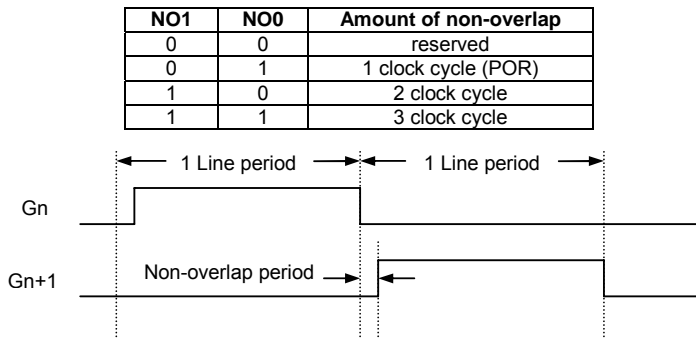 NO1 NO0 Amount of non-overlap
0 0 reserved
0 1 1 clock cycle (POR)
1 0 2 clock cycle
1 1 3 clock cycle
1 Line period 1 Line period
Gn
Non-overlap period
Gn+1